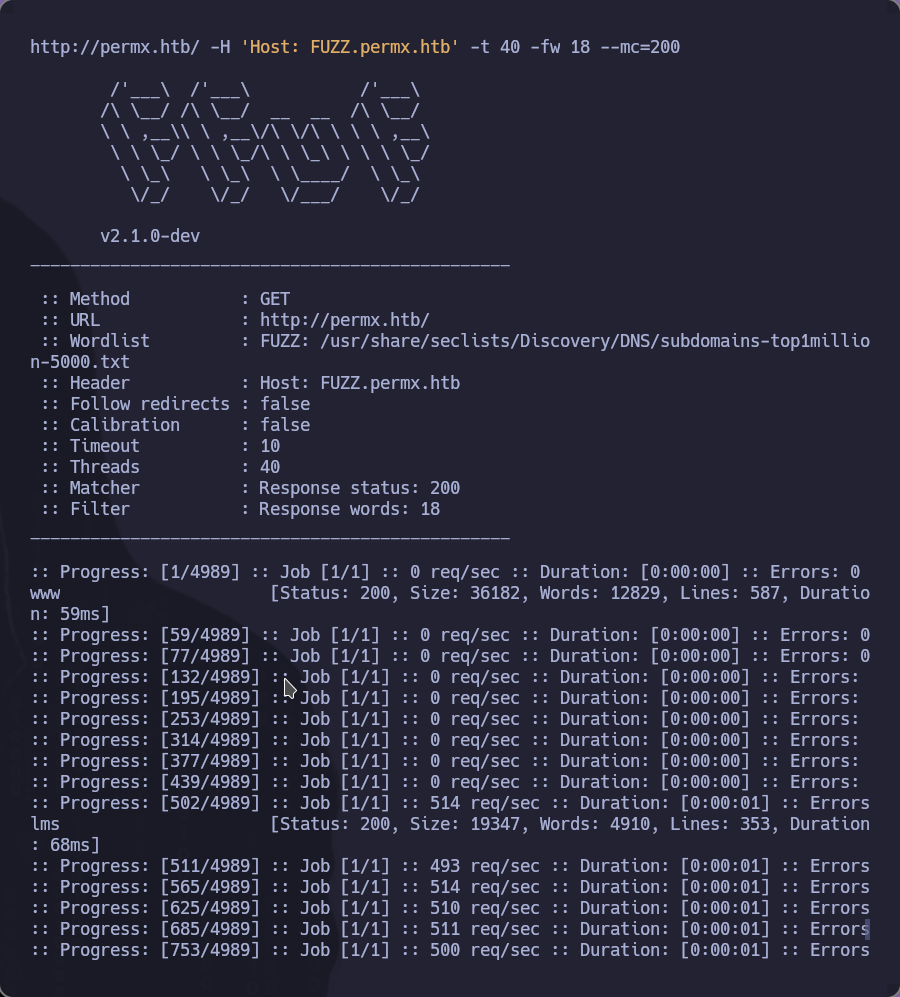 http://permx.htb/ -H 'Host: FUZZ.permx.htb' -t 40 -fw 18 --mc=200
        /'___\  /'___\           /'___\
       /\ \__/ /\ \__/  __  __  /\ \__/
       \ \ ,__\\ \ ,__\/\ \/\ \ \ \ ,__\
        \ \ \_/ \ \ \_/\ \ \_\ \ \ \ \_/
         \ \_\   \ \_\  \ \____/  \ \_\
          \/_/    \/_/   \/___/    \/_/
       v2.1.0-dev
________________________________________________
 :: Method           : GET
 :: URL              : http://permx.htb/
 :: Wordlist         : FUZZ: /usr/share/seclists/Discovery/DNS/subdomains-top1millio
n-5000.txt
 :: Header           : Host: FUZZ.permx.htb
 :: Follow redirects : false
 :: Calibration      : false
 :: Timeout          : 10
 :: Threads          : 40
 :: Matcher          : Response status: 200
 :: Filter           : Response words: 18
________________________________________________
:: Progress: [1/4989] :: Job [1/1] :: 0 req/sec :: Duration: [0:00:00] :: Errors: 0
www                     [Status: 200, Size: 36182, Words: 12829, Lines: 587, Duratio
n: 59ms]
:: Progress: [59/4989] :: Job [1/1] :: 0 req/sec :: Duration: [0:00:00] :: Errors: 0
:: Progress: [77/4989] :: Job [1/1] :: 0 req/sec :: Duration: [0:00:00] :: Errors: 0
:: Progress: [132/4989] :: Job [1/1] :: 0 req/sec :: Duration: [0:00:00] :: Errors:
:: Progress: [195/4989] :: Job [1/1] :: 0 req/sec :: Duration: [0:00:00] :: Errors:
:: Progress: [253/4989] :: Job [1/1] :: 0 req/sec :: Duration: [0:00:00] :: Errors:
:: Progress: [314/4989] :: Job [1/1] :: 0 req/sec :: Duration: [0:00:00] :: Errors:
:: Progress: [377/4989] :: Job [1/1] :: 0 req/sec :: Duration: [0:00:00] :: Errors:
:: Progress: [439/4989] :: Job [1/1] :: 0 req/sec :: Duration: [0:00:00] :: Errors:
:: Progress: [502/4989] :: Job [1/1] :: 514 req/sec :: Duration: [0:00:01] :: Errors
lms                     [Status: 200, Size: 19347, Words: 4910, Lines: 353, Duration
: 68ms]
:: Progress: [511/4989] :: Job [1/1] :: 493 req/sec :: Duration: [0:00:01] :: Errors
:: Progress: [565/4989] :: Job [1/1] :: 514 req/sec :: Duration: [0:00:01] :: Errors
:: Progress: [625/4989] :: Job [1/1] :: 510 req/sec :: Duration: [0:00:01] :: Errors
:: Progress: [685/4989] :: Job [1/1] :: 511 req/sec :: Duration: [0:00:01] :: Errors
:: Progress: [753/4989] :: Job [1/1] :: 500 req/sec :: Duration: [0:00:01] :: Errors